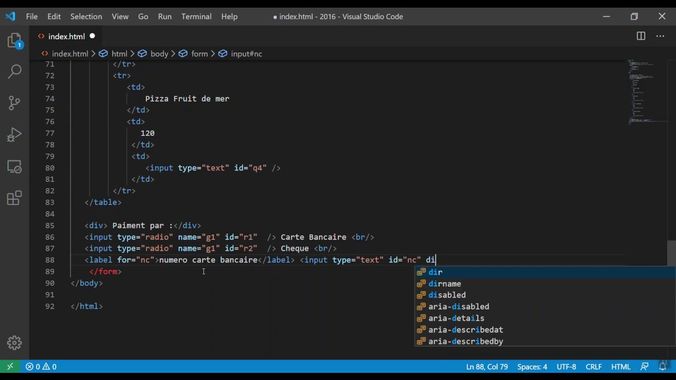 File Edit Selection View Go Run Terminal Help
● index.html - 2016 - Visual Studio Code
index.html
index.html > html > body > form > input#nc
71 </tr>
72 <tr>
73 <td>
74 Pizza Fruit de mer
75 </td>
76 <td>
77 120
78 </td>
79 <td>
80 <input type="text" id="q4" />
81 </td>
82 </tr>
83 </table>
84
85 <div> Paiment par :</div>
86 <input type="radio" name="g1" id="r1" /> Carte Bancaire <br/>
87 <input type="radio" name="g1" id="r2" /> Cheque <br/>
88 <label for="nc">numero carte bancaire</label> <input type="text" id="nc" di
89 </form>
90 </body>
91
92 </html>
dir
dirname
disabled
aria-disabled
aria-details
aria-describedat
aria-describedby
1
0 0 Ln 88, Col 79 Spaces: 4 UTF-8 CRLF HTML